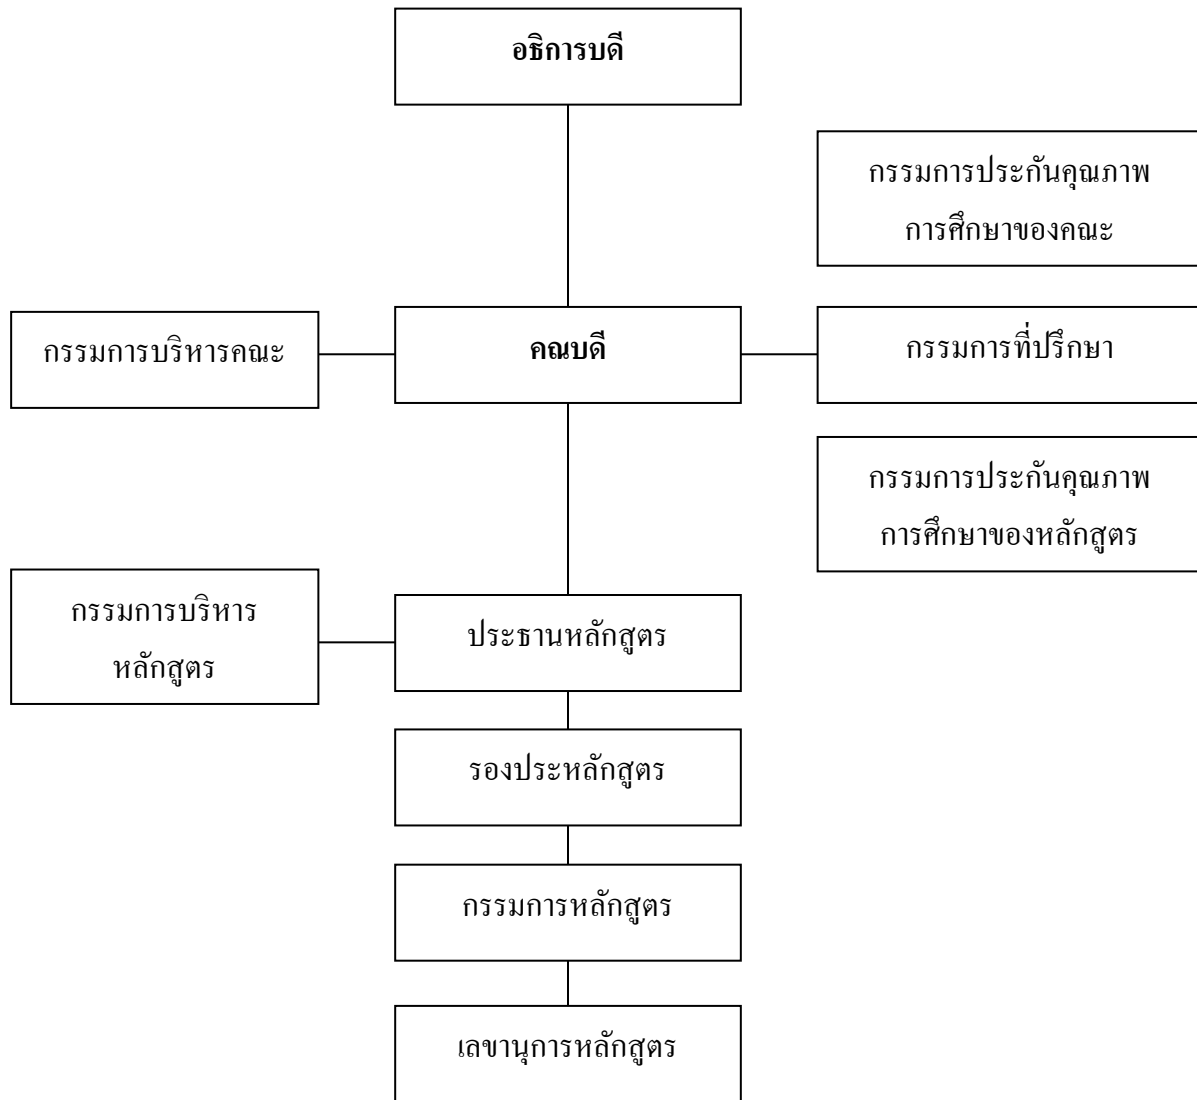 อธิการบดี
กรรมการประกันคุณภาพ
การศึกษาของคณะ
กรรมการบริหารคณะ
คณบดี
กรรมการที่ปรึกษา
กรรมการประกันคุณภาพ
การศึกษาของหลักสูตร
กรรมการบริหาร
หลักสูตร
ประธานหลักสูตร
รองประหลักสูตร
กรรมการหลักสูตร
เลขานุการหลักสูตร